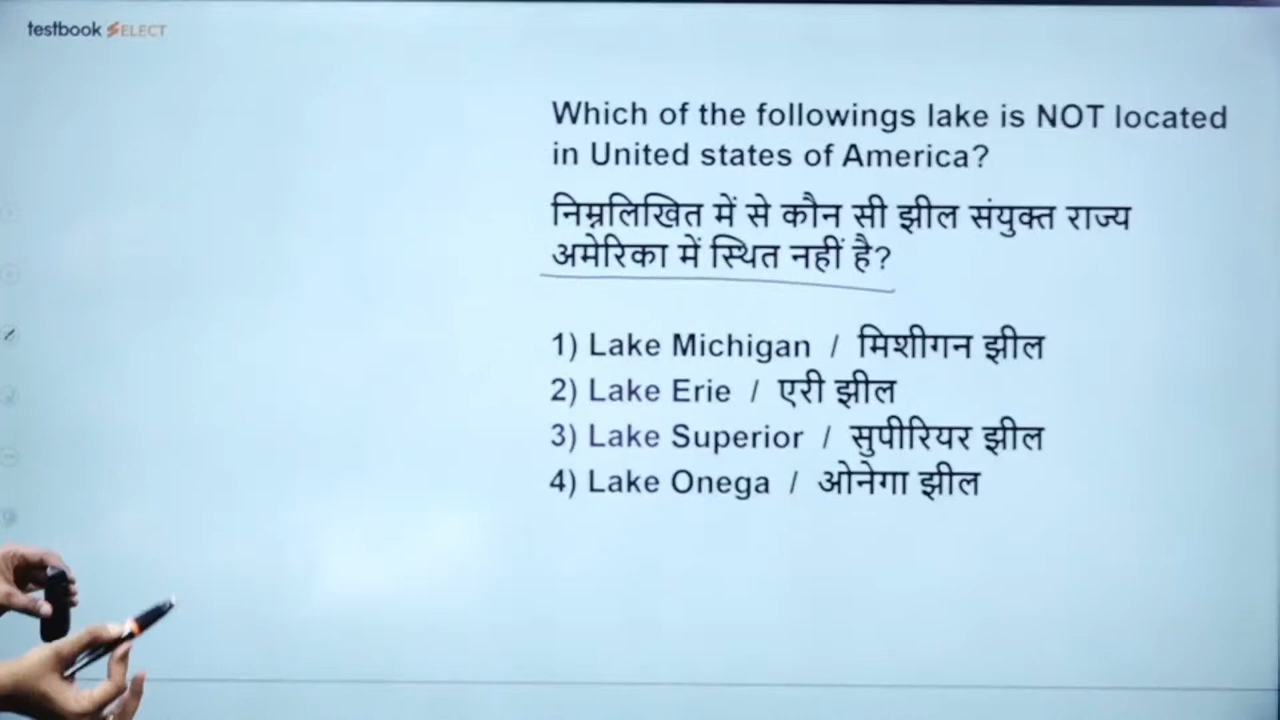 testbook SELECT
Which of the followings lake is NOT located
in United states of America?
निम्नलिखित में से कौन सी झील संयुक्त राज्य
अमेरिका में स्थित नहीं है?
1) Lake Michigan / मिशीगन झील
2) Lake Erie / एरी झील
3) Lake Superior / सुपीरियर झील
4) Lake Onega / ओनेगा झील